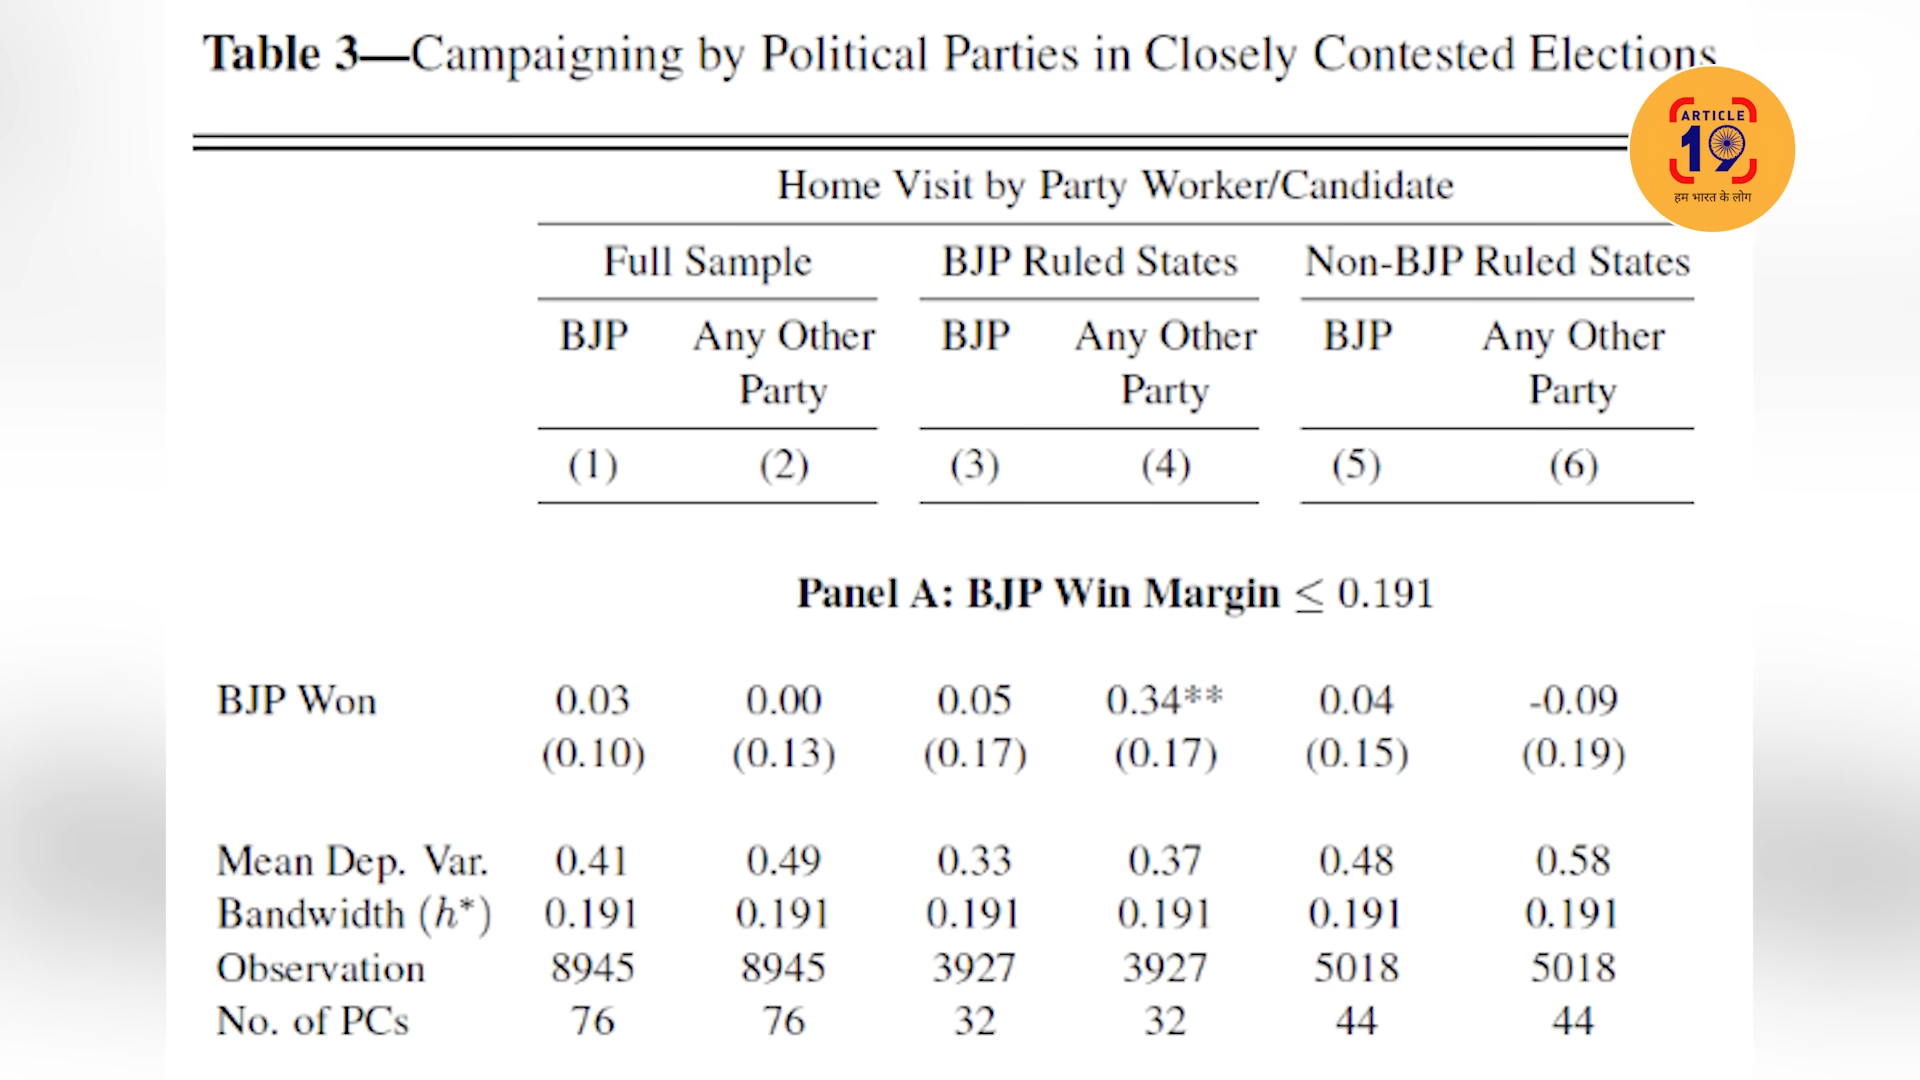 Table 3—Campaigning by Political Parties in Closely Contested Elections
ARTICLE
19
हम भारत के लोग
Home Visit by Party Worker/Candidate
Full Sample BJP Ruled States Non-BJP Ruled States
BJP Any Other BJP Any Other BJP Any Other
Party Party Party
(1) (2) (3) (4) (5) (6)
Panel A: BJP Win Margin ≤ 0.191
BJP Won 0.03 0.00 0.05 0.34** 0.04 -0.09
(0.10) (0.13) (0.17) (0.17) (0.15) (0.19)
Mean Dep. Var. 0.41 0.49 0.33 0.37 0.48 0.58
Bandwidth (h*) 0.191 0.191 0.191 0.191 0.191 0.191
Observation 8945 8945 3927 3927 5018 5018
No. of PCs 76 76 32 32 44 44